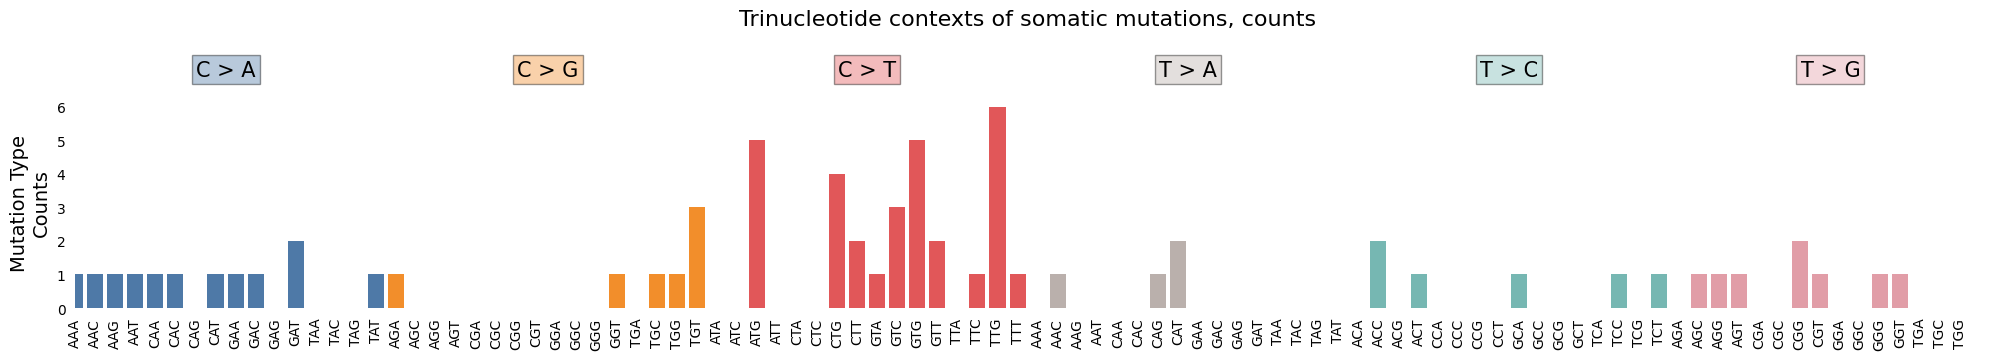 Trinucleotide contexts of somatic mutations, counts
C > A C > G C > T T > A T > C T > G
Mutation Type
Counts
6
5
4
3
2
1
0
AAA AAC AAG AAT CAA CAC CAG CAT GAA GAC GAG GAT TAA TAC TAG TAT AGA AGC AGG AGT CGA CGC CGG CGT GGA GGC GGG GGT TGA TGC TGG TGT ATA ATC ATG ATT CTA CTC CTG CTT GTA GTC GTG GTT TTA TTC TTG TTT AAA AAC AAG AAT CAA CAC CAG CAT GAA GAC GAG GAT TAA TAC TAG TAT ACA ACC ACG ACT CCA CCC CCG CCT GCA GCC GCG GCT TCA TCC TCG TCT AGA AGC AGG AGT CGA CGC CGG CGT GGA GGC GGG GGT TGA TGC TGG